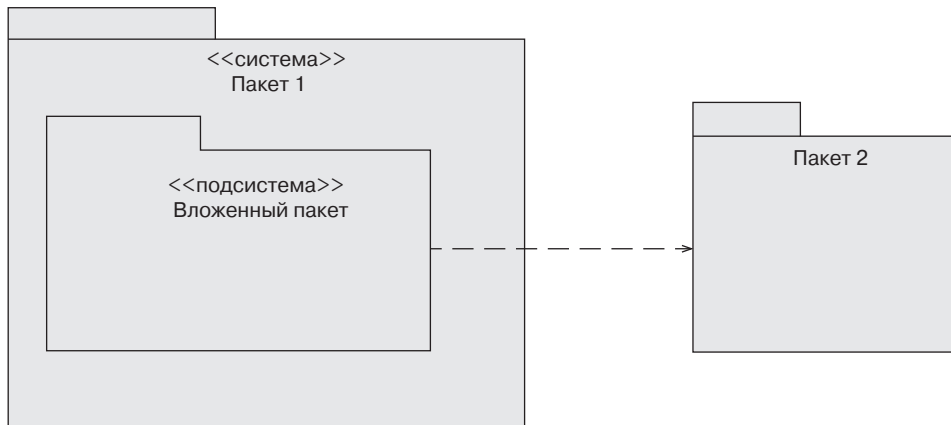 <<система>>
Пакет 1
<<подсистема>>
Вложенный пакет
Пакет 2